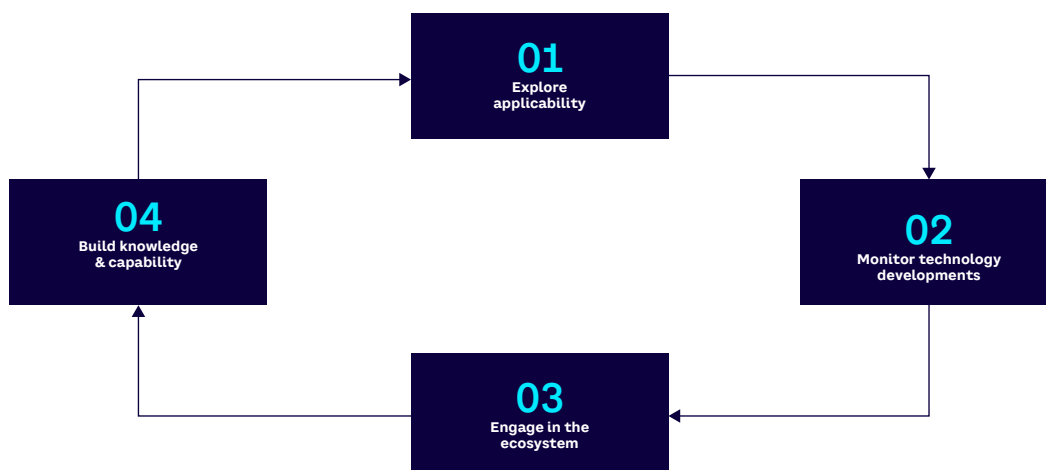 01
Explore
applicability
02
Monitor technology
developments
03
Engage in the
ecosystem
04
Build knowledge
& capability